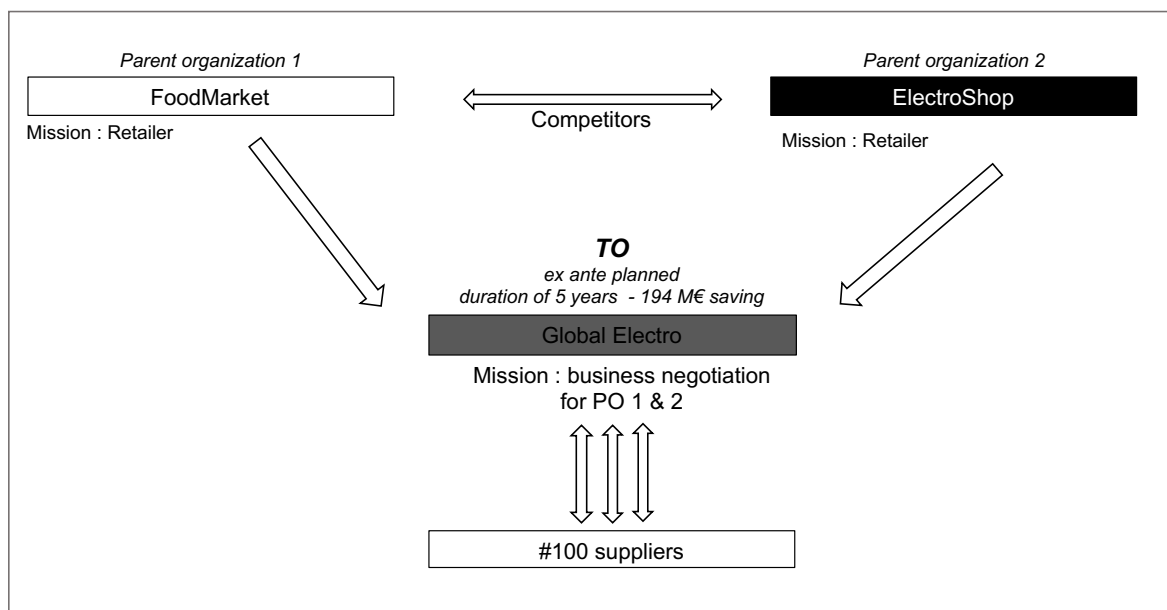 Parent organization 1
FoodMarket
Mission : Retailer
Competitors
Parent organization 2
ElectroShop
Mission : Retailer
TO
ex ante planned
duration of 5 years - 194 M€ saving
Global Electro
Mission : business negotiation
for PO 1 & 2
#100 suppliers